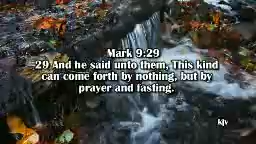 Mark 9:29
29 And he said unto them, This kind
can come forth by nothing, but by
prayer and fasting.
kjv